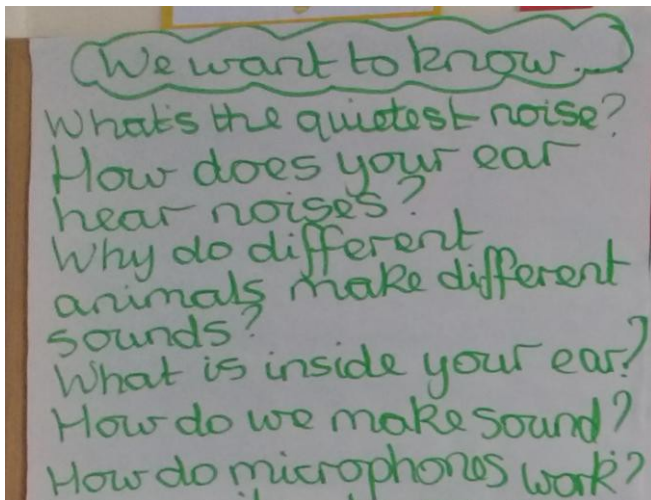 We want to know...
What's the quietest noise?
How does your ear
hear noises?
Why do different
animals make different
sounds?
What is inside your ear?
How do we make sound?
How do microphones work?